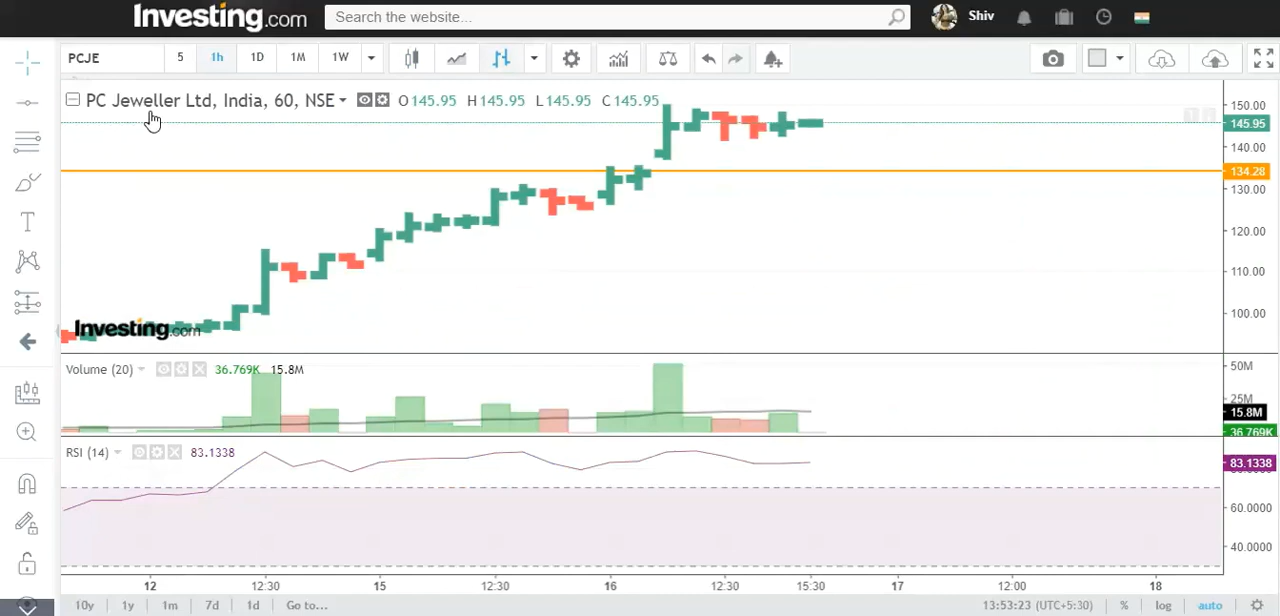 Investing.com Search the website... Shiv
PCJE 5 1h 1D 1M 1W
PC Jeweller Ltd, India, 60, NSE O 145.95 H 145.95 L 145.95 C 145.95
150.00
145.95
140.00
134.28
130.00
120.00
110.00
100.00
Investing.com
Volume (20) 36.769K 15.8M
50M
25M
15.8M
36.769K
RSI (14) 83.1338
83.1338
60.0000
40.0000
12 12:30 15 12:30 16 12:30 15:30 17 12:00 18
10y 1y 1m 7d 1d Go to... 13:53:23 (UTC+5:30) % log auto